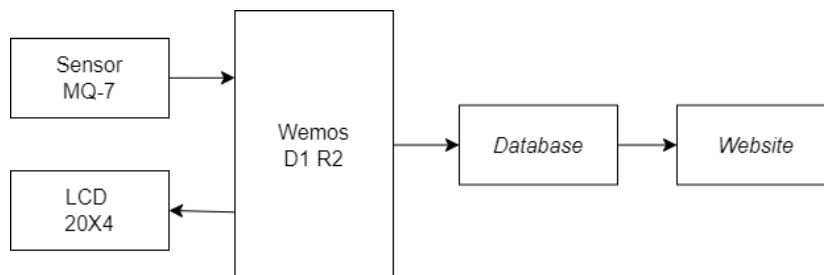 Sensor
MQ-7
Wemos
D1 R2
Database
Website
LCD
20X4